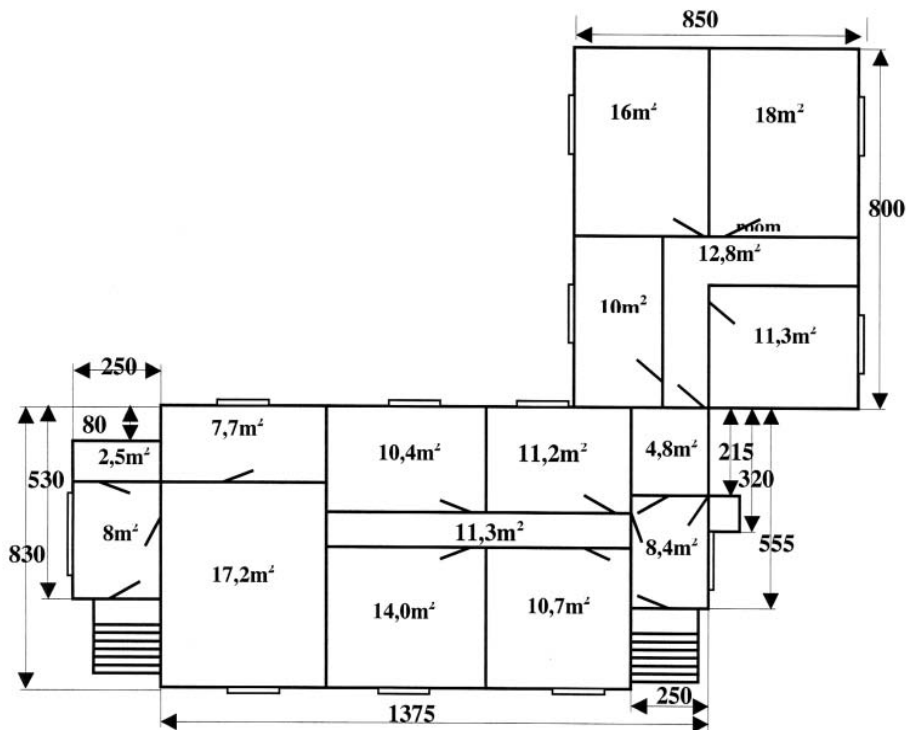 850
16m²
18m²
800
room
12,8m²
10m²
11,3m²
250
80
7,7m²
530
2,5m²
10,4m²
11,2m²
4,8m²
215
320
8m²
11,3m²
8,4m²
555
830
17,2m²
14,0m²
10,7m²
250
1375